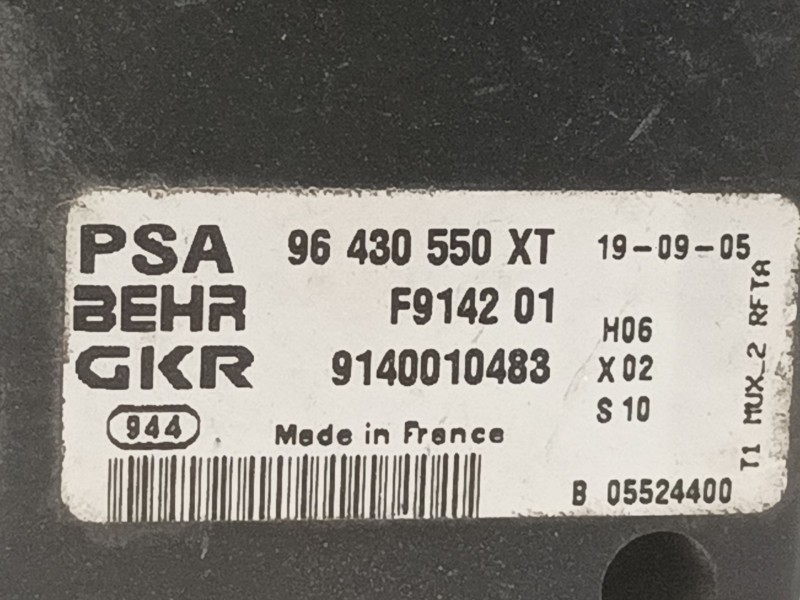 PSA 96 430 550 XT 19-09-05
BEHR F9142 01
H06
GKR 9140010483 X 02
S 10
944 Made in France
B 05524400
T1 MUX_2 RFTA